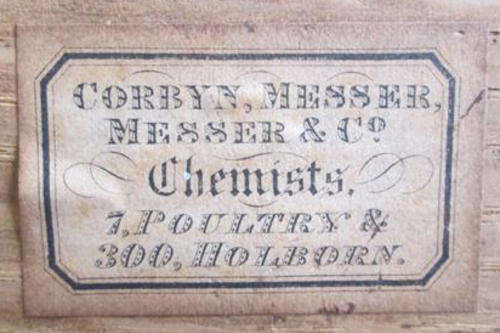 CORBYN, MESSER,
MESSER & Co
Chemists.
7, POULTRY &
300, HOLBORN.